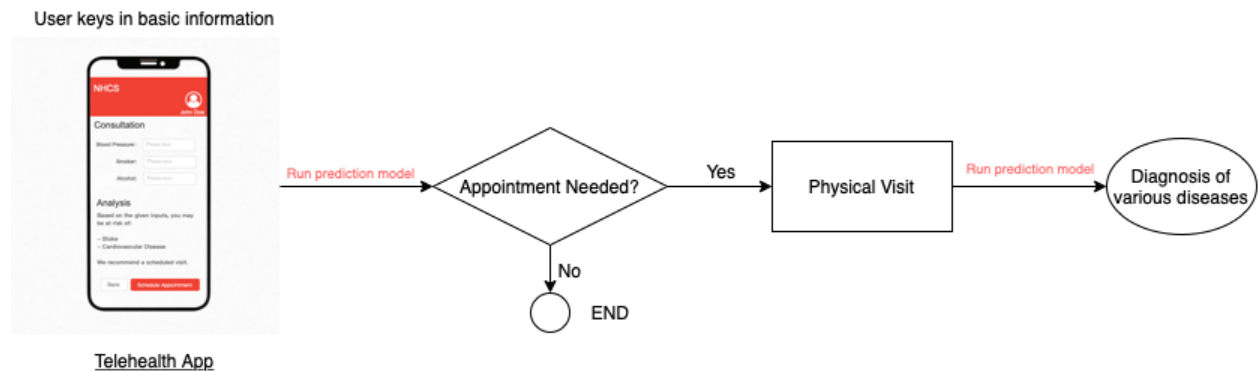 User keys in basic information
NHCS
John Doe
Consultation
Blood Pressure:
Smoker:
Alcohol:
Analysis
Based on the given inputs, you may
be at risk of:
- Stoke
- Cardiovascular Disease
We recommend a scheduled visit.
Back
Schedule Appointment
Telehealth App
Run prediction model
Appointment Needed?
Yes
No
END
Physical Visit
Run prediction model
Diagnosis of
various diseases